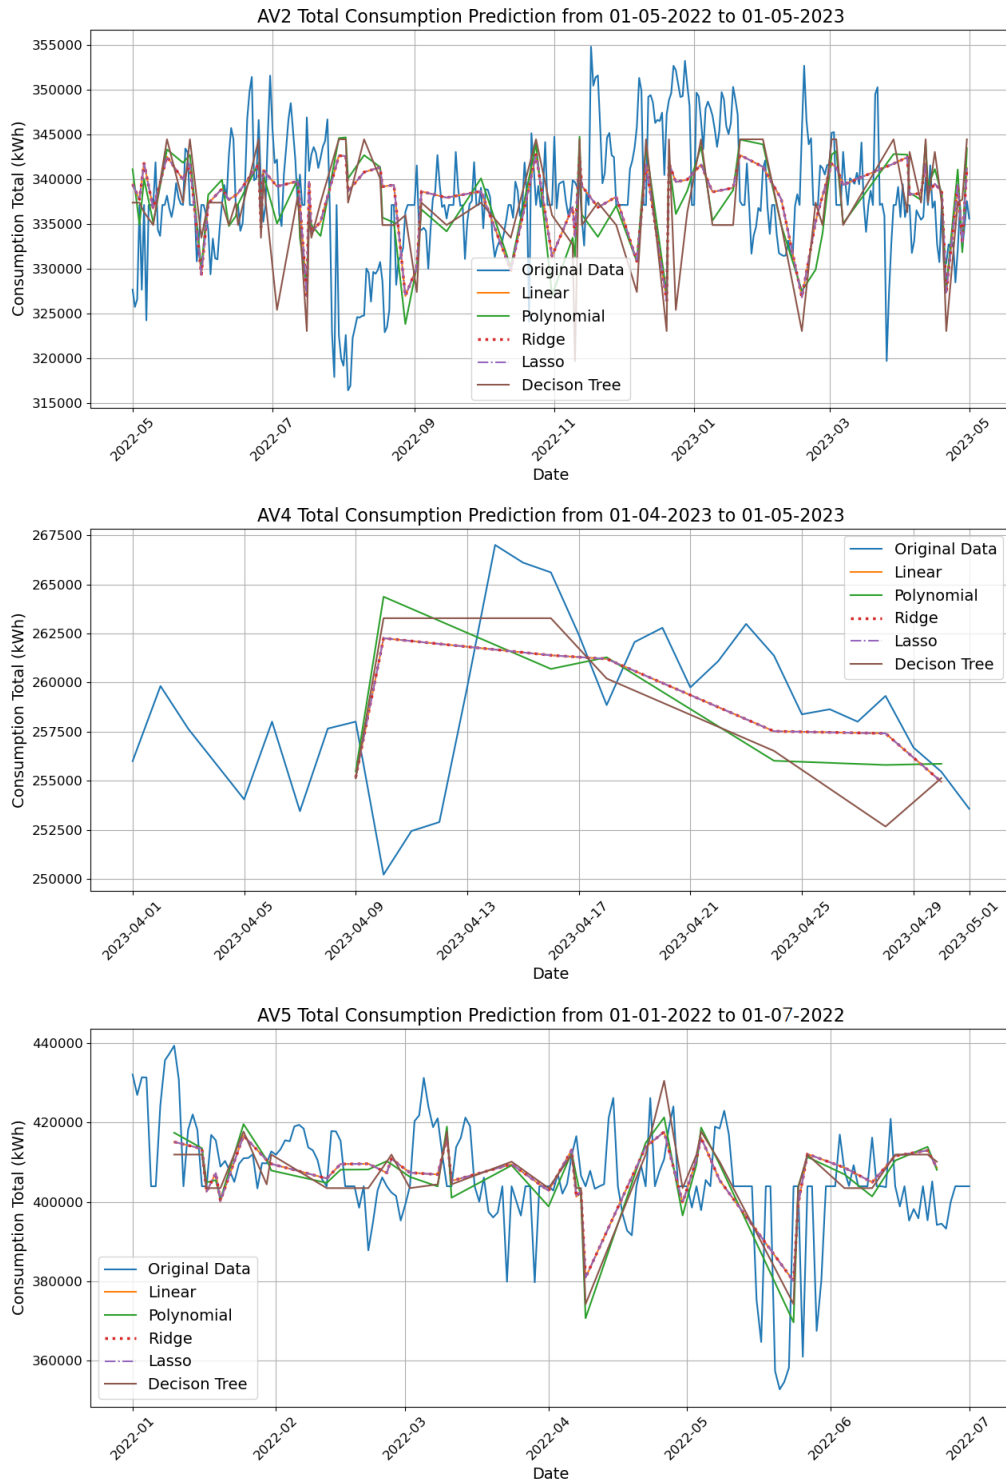 AV2 Total Consumption Prediction from 01-05-2022 to 01-05-2023
Consumption Total (kWh)
355000
350000
345000
340000
335000
330000
325000
320000
315000
Original Data
Linear
Polynomial
Ridge
Lasso
Decison Tree
2022-05
2022-07
2022-09
2022-11
2023-01
2023-03
2023-05
Date
AV4 Total Consumption Prediction from 01-04-2023 to 01-05-2023
Consumption Total (kWh)
267500
265000
262500
260000
257500
255000
252500
250000
Original Data
Linear
Polynomial
Ridge
Lasso
Decison Tree
2023-04-01
2023-04-05
2023-04-09
2023-04-13
2023-04-17
2023-04-21
2023-04-25
2023-04-29
2023-05-01
Date
AV5 Total Consumption Prediction from 01-01-2022 to 01-07-2022
Consumption Total (kWh)
440000
420000
400000
380000
360000
Original Data
Linear
Polynomial
Ridge
Lasso
Decison Tree
2022-01
2022-02
2022-03
2022-04
2022-05
2022-06
2022-07
Date